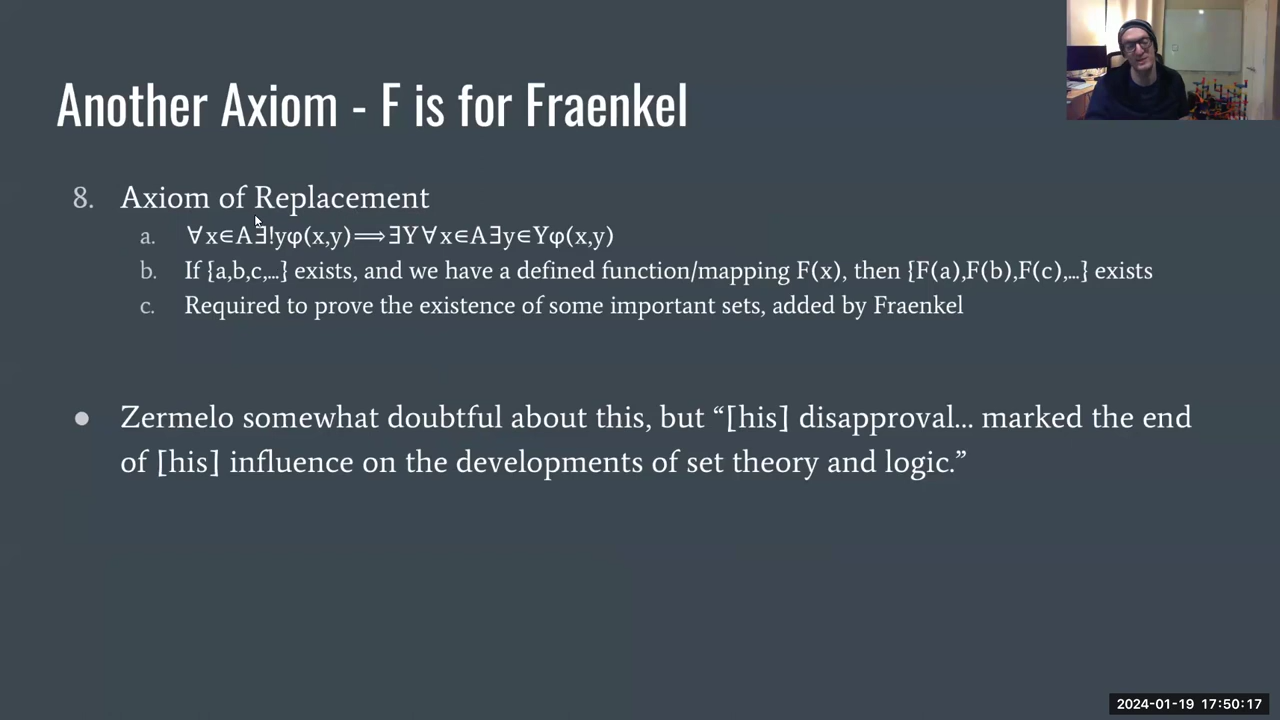 Another Axiom - F is for Fraenkel
8. Axiom of Replacement
a. ∀x∈A∃!yφ(x,y)⟹∃Y∀x∈A∃y∈Yφ(x,y)
b. If {a,b,c,…} exists, and we have a defined function/mapping F(x), then {F(a),F(b),F(c),…} exists
c. Required to prove the existence of some important sets, added by Fraenkel
● Zermelo somewhat doubtful about this, but “[his] disapproval… marked the end
of [his] influence on the developments of set theory and logic.”
2024-01-19 17:50:17